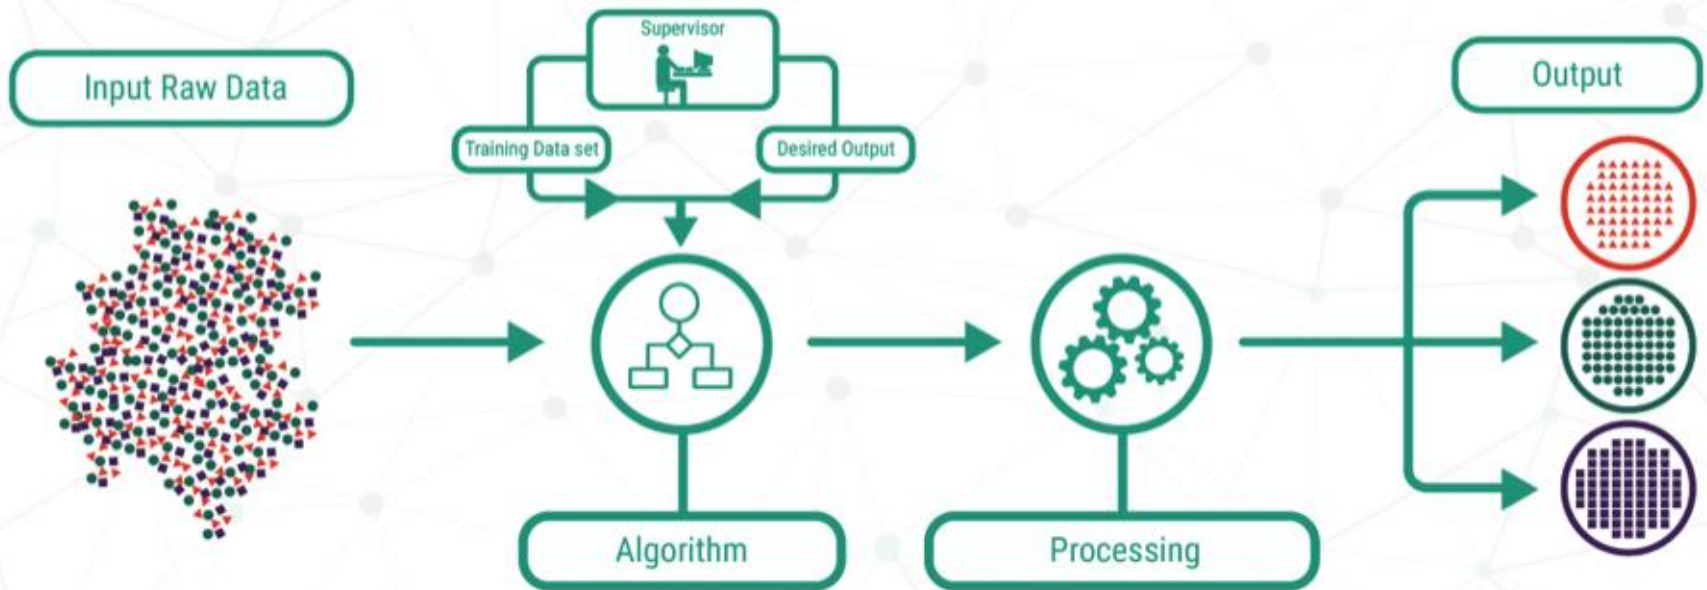 Supervisor
Input Raw Data
Output
Training Data set
Desired Output
Algorithm
Processing